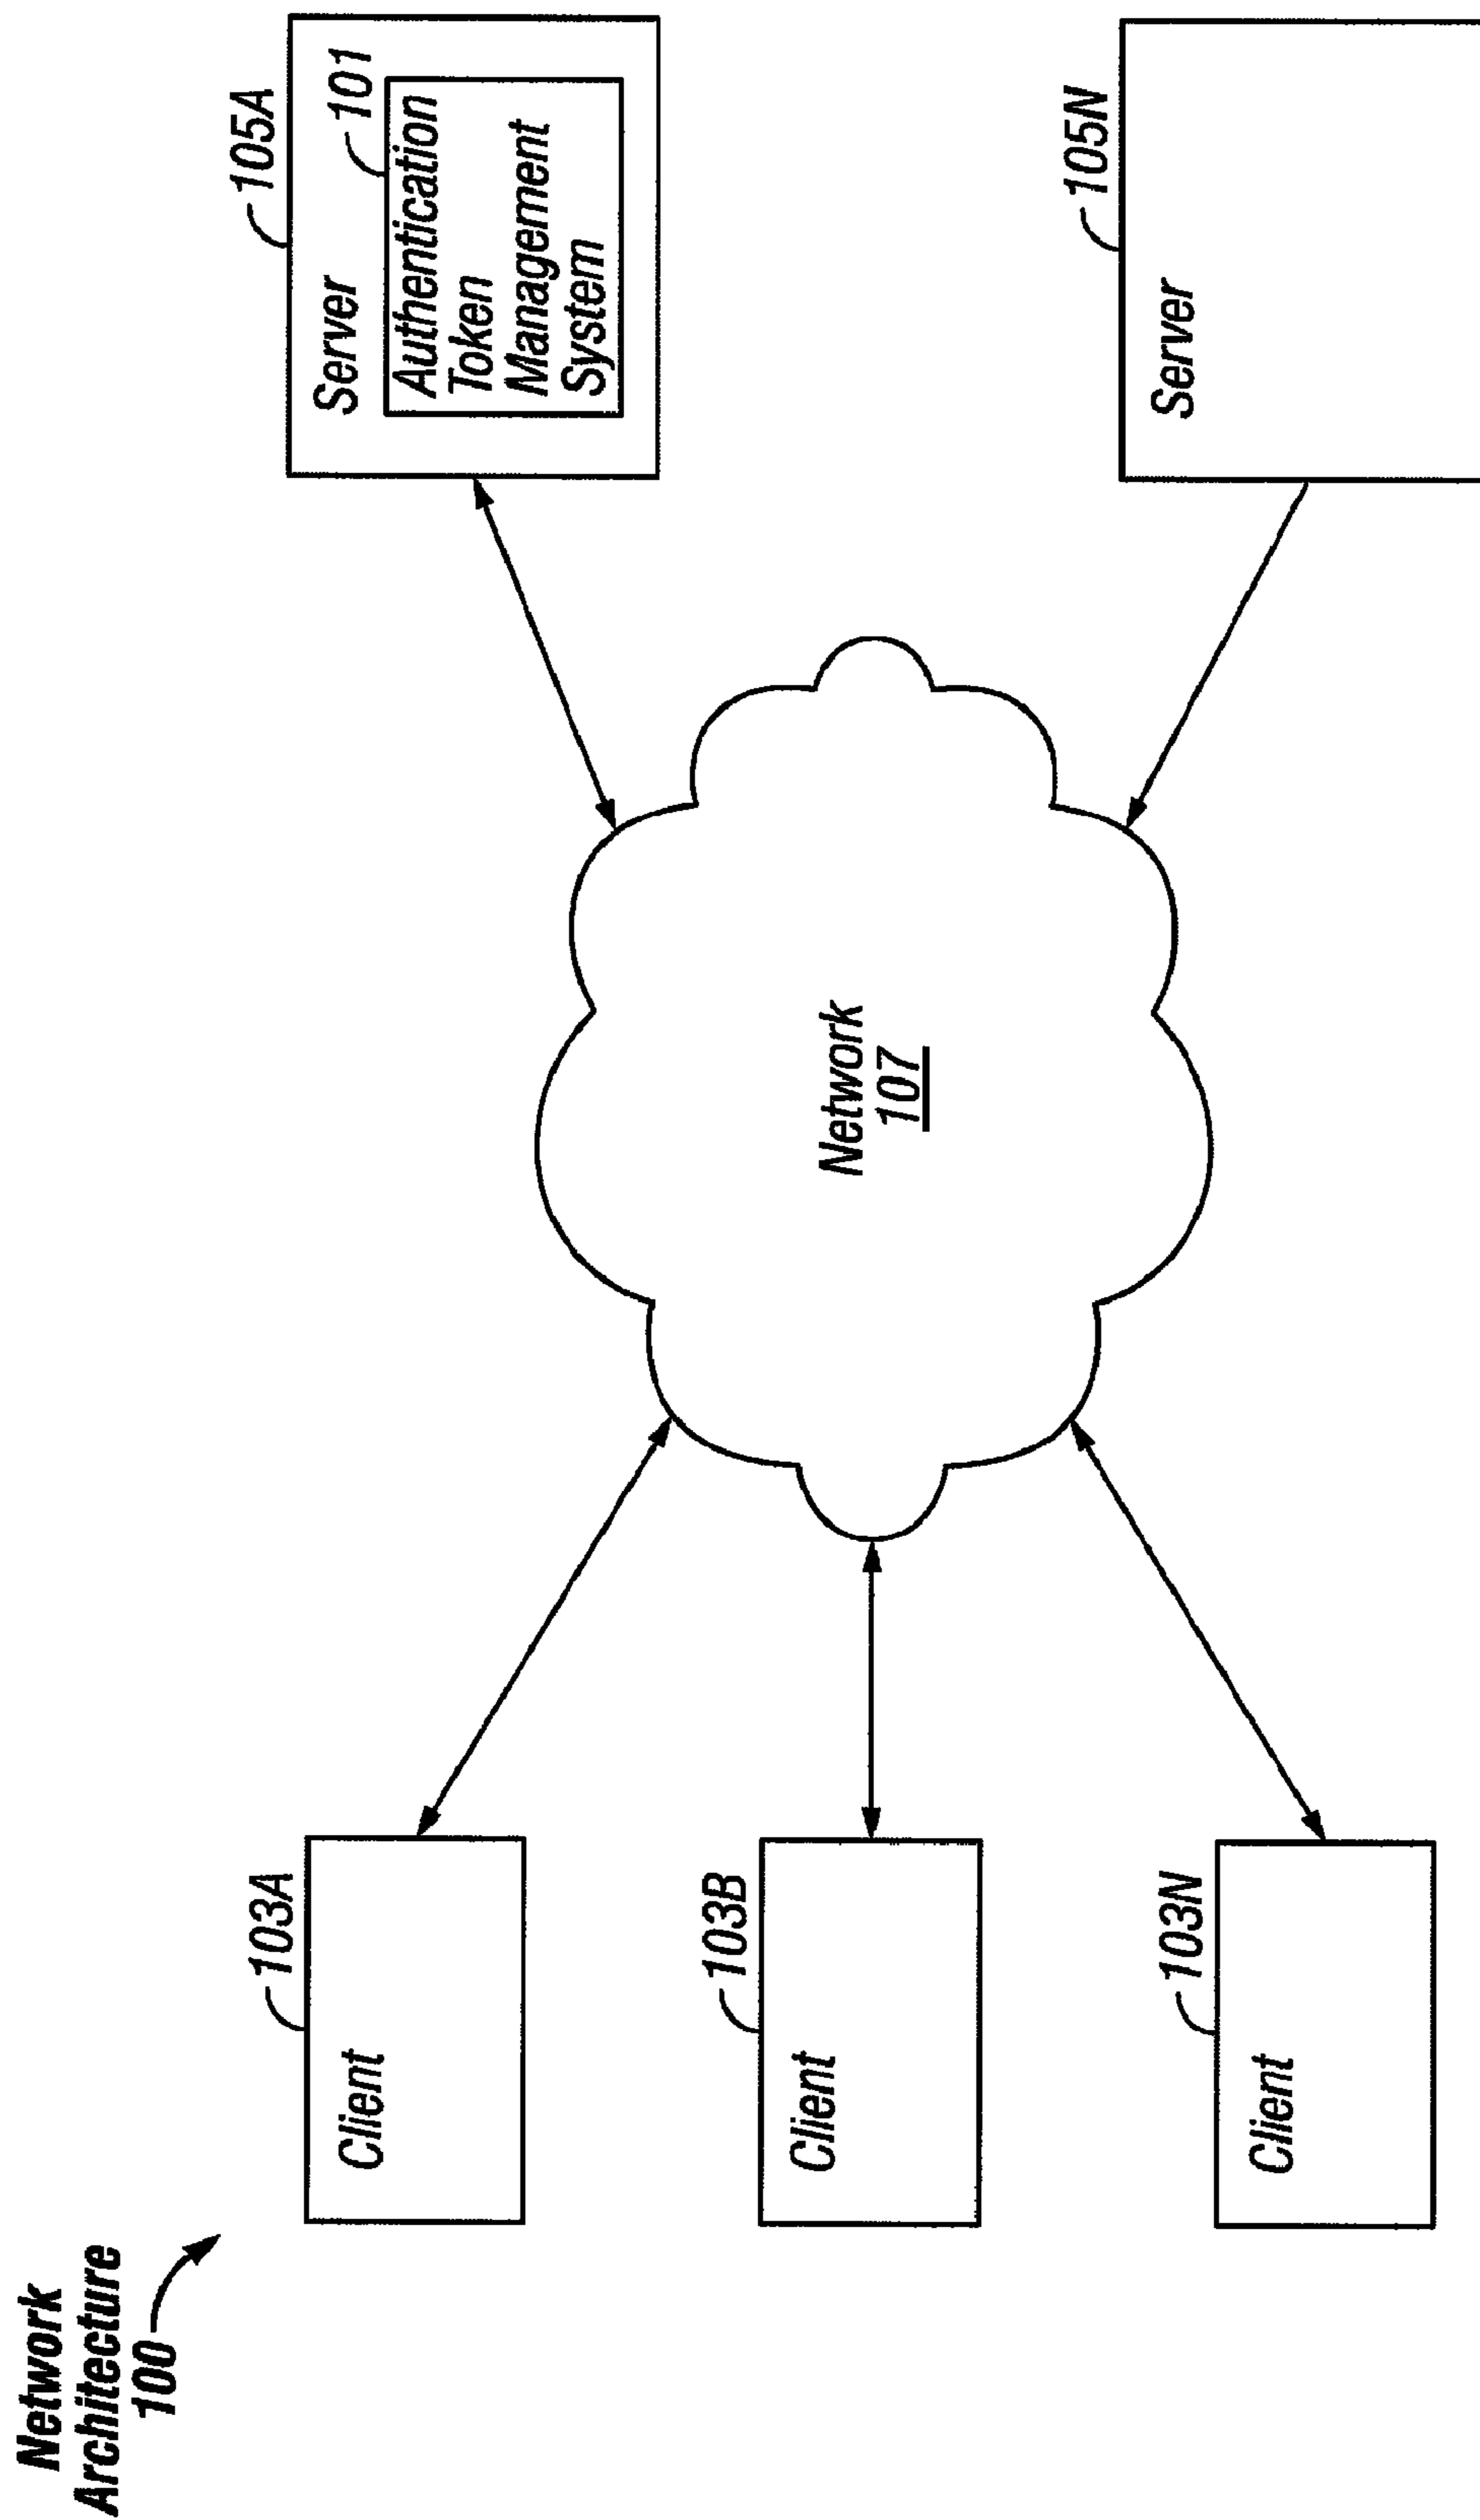 Network
Architecture
100
103A
Client
103B
Client
103N
Client
Network
107
105A
Server
101
Authentication
Token
Management
System
105N
Server